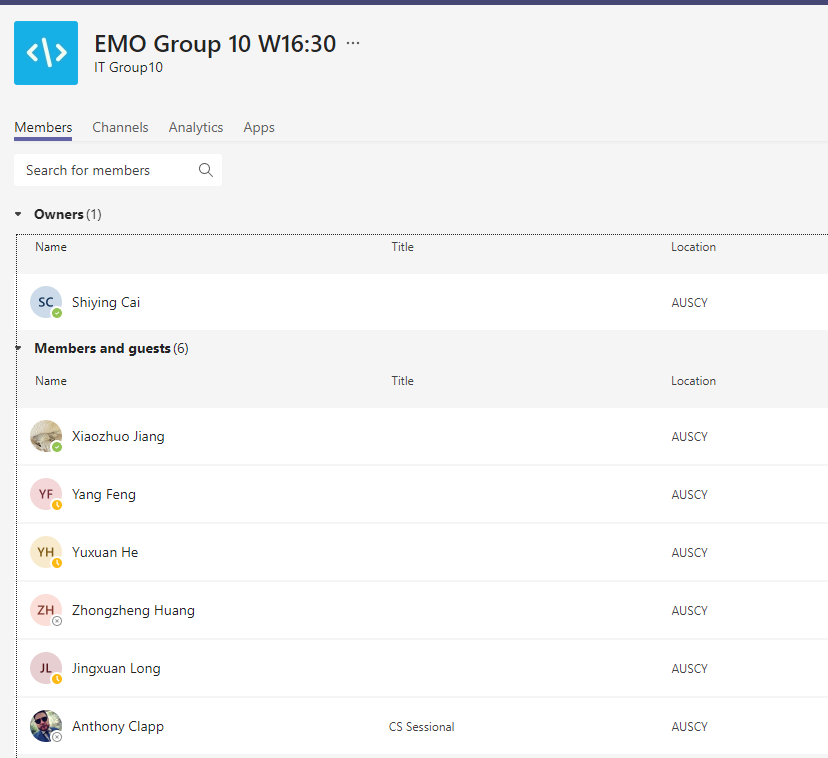 EMO Group 10 W16:30 ...
IT Group10
Members Channels Analytics Apps
Search for members
Owners (1)
Name Title Location
SC Shiying Cai AUSCY
Members and guests (6)
Name Title Location
Xiaozhuo Jiang AUSCY
YF Yang Feng AUSCY
YH Yuxuan He AUSCY
ZH Zhongzheng Huang AUSCY
JL Jingxuan Long AUSCY
Anthony Clapp CS Sessional AUSCY